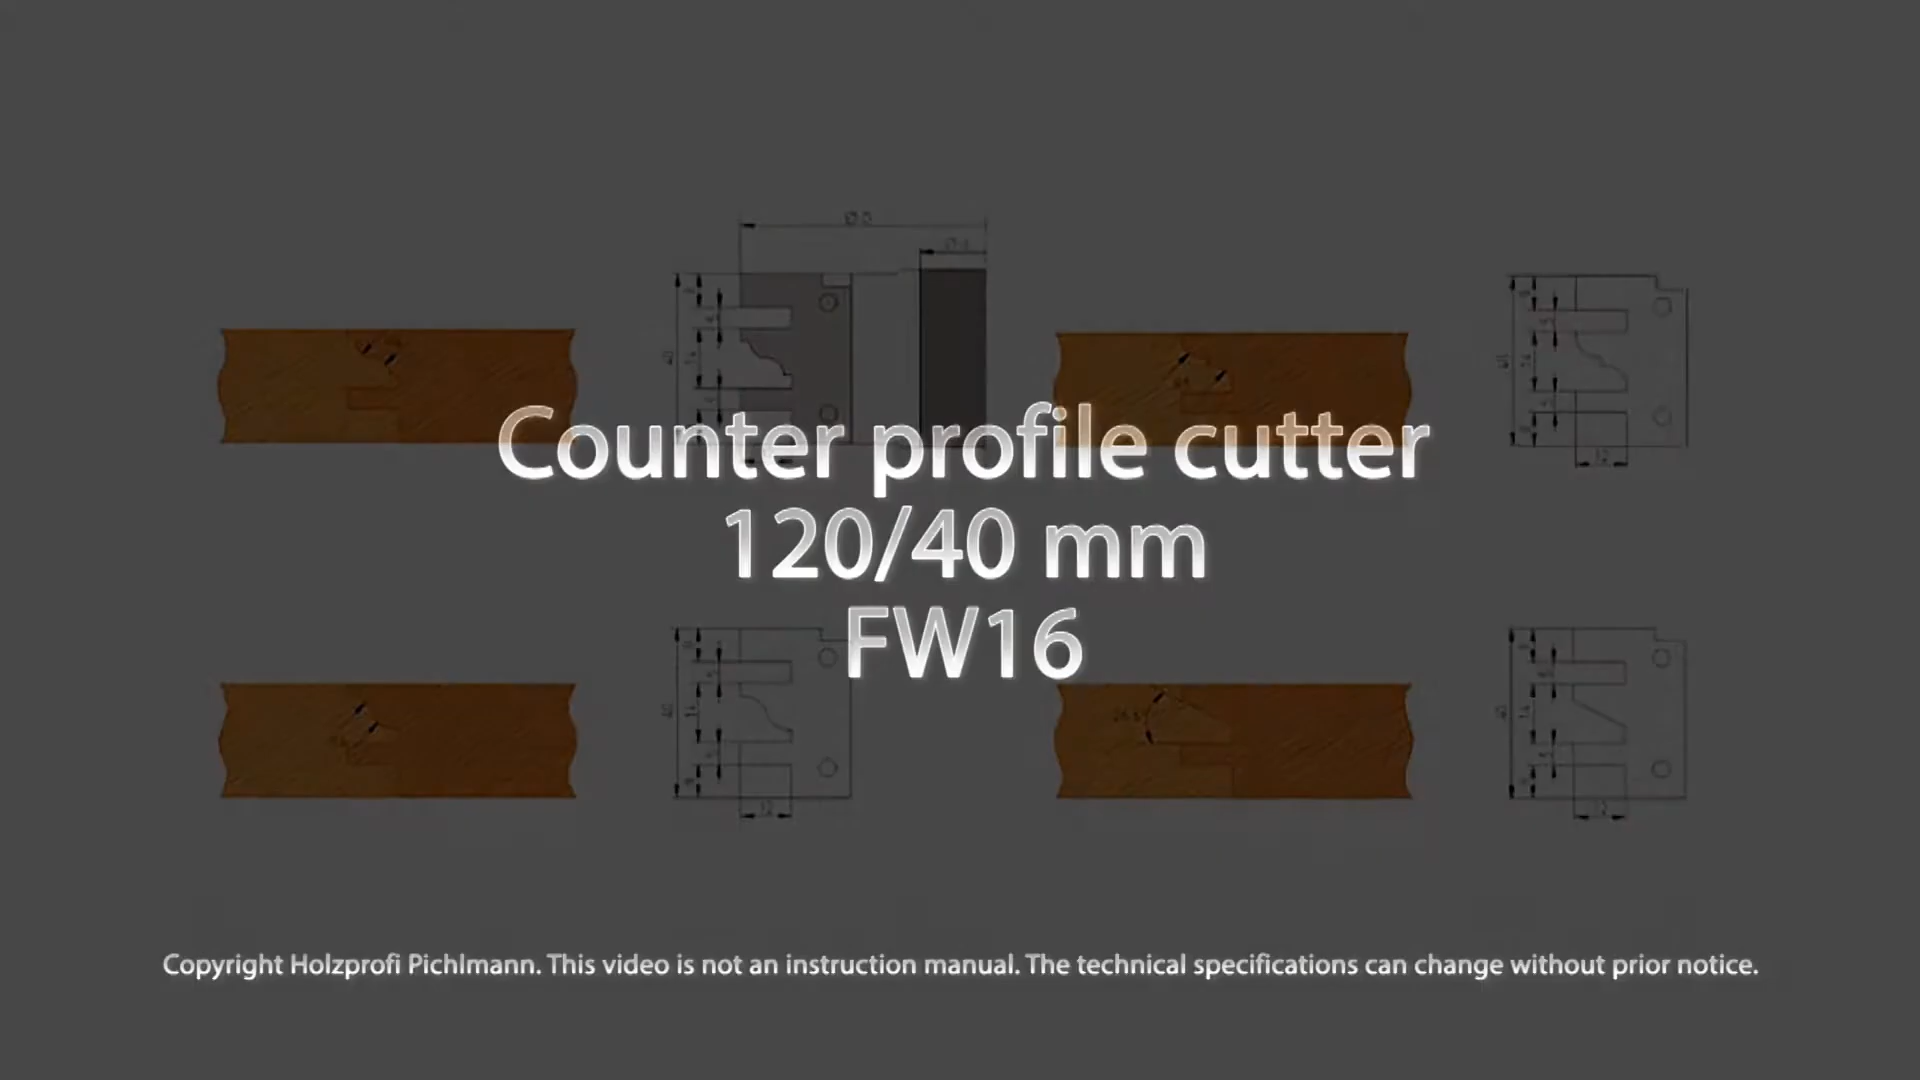 Counter profile cutter
120/40 mm
FW16
Copyright Holzprofi Pichlmann. This video is not an instruction manual. The technical specifications can change without prior notice.